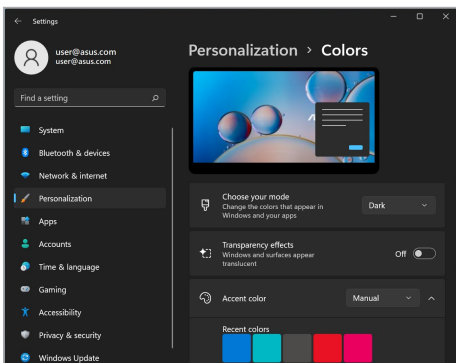 Settings
user@asus.com
user@asus.com
Find a setting
System
Bluetooth & devices
Network & internet
Personalization
Apps
Accounts
Time & language
Gaming
Accessibility
Privacy & security
Windows Update
Personalization > Colors
Choose your mode
Change the colors that appear in
Windows and your apps
Dark
Transparency effects
Windows and surfaces appear
translucent
Off
Accent color
Manual
Recent colors